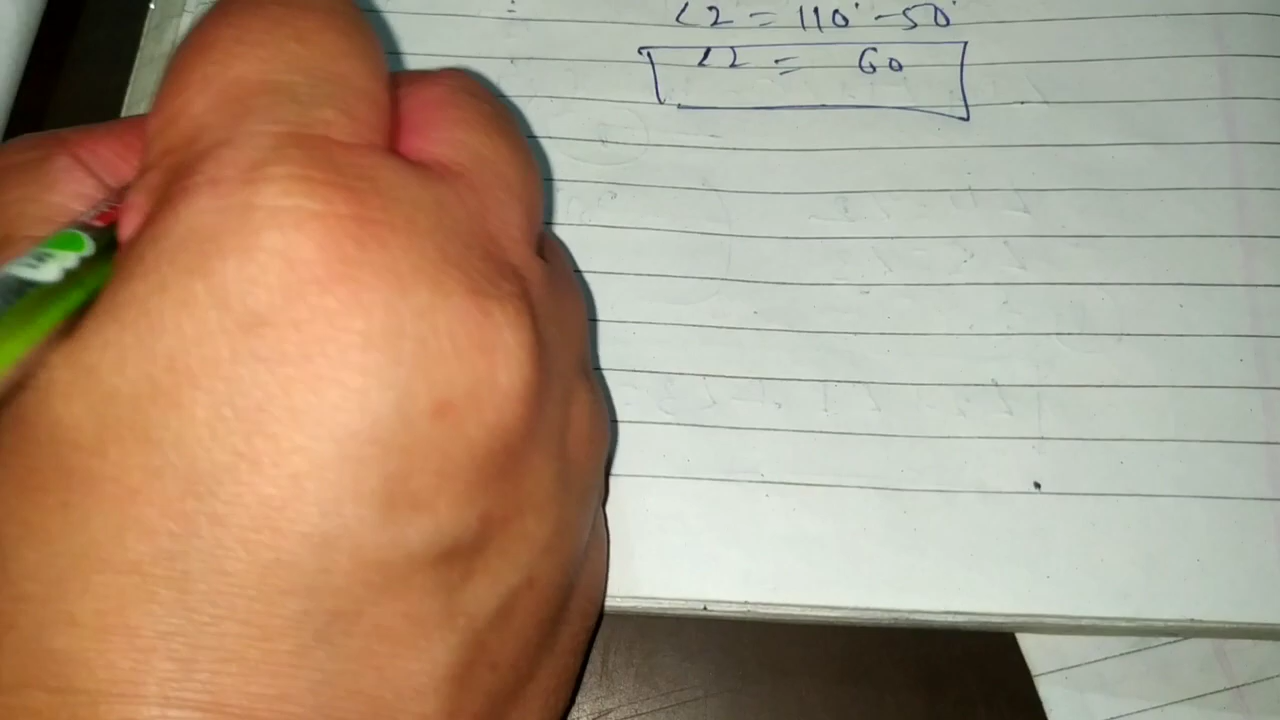 ∠2 = 110° - 50°
∠2 = 60